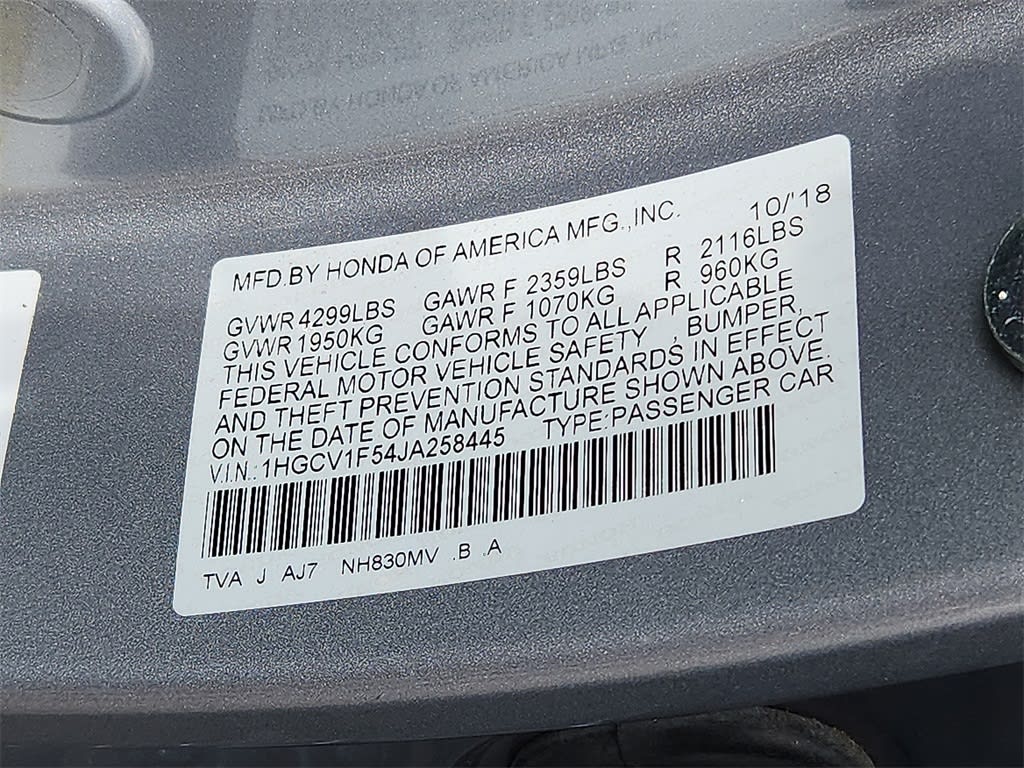 MFD.BY HONDA OF AMERICA MFG.,INC. 10/'18
GVWR 4299LBS GAWR F 2359LBS R 2116LBS
GVWR 1950KG GAWR F 1070KG R 960KG
THIS VEHICLE CONFORMS TO ALL APPLICABLE
FEDERAL MOTOR VEHICLE SAFETY , BUMPER,
AND THEFT PREVENTION STANDARDS IN EFFECT
ON THE DATE OF MANUFACTURE SHOWN ABOVE.
V.I.N.: 1HGCV1F54JA258445 TYPE:PASSENGER CAR
TVA J AJ7 NH830MV .B .A